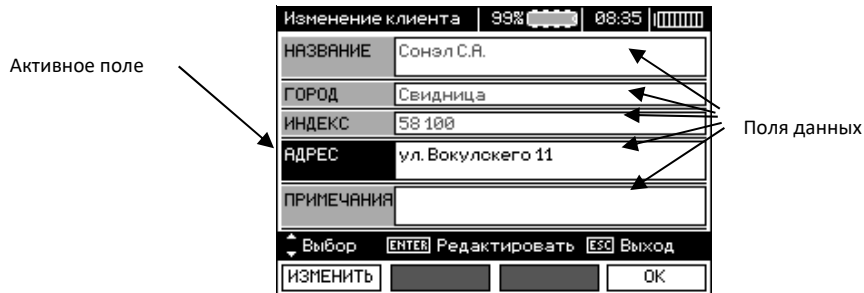 Изменение клиента 99% 08:35
НАЗВАНИЕ Сонэл С.А.
Активное поле
ГОРОД Свидница
ИНДЕКС 58 100
Поля данных
АДРЕС ул. Вокулского 11
ПРИМЕЧАНИЯ
Выбор ENTER Редактировать ESC Выход
ИЗМЕНИТЬ OK